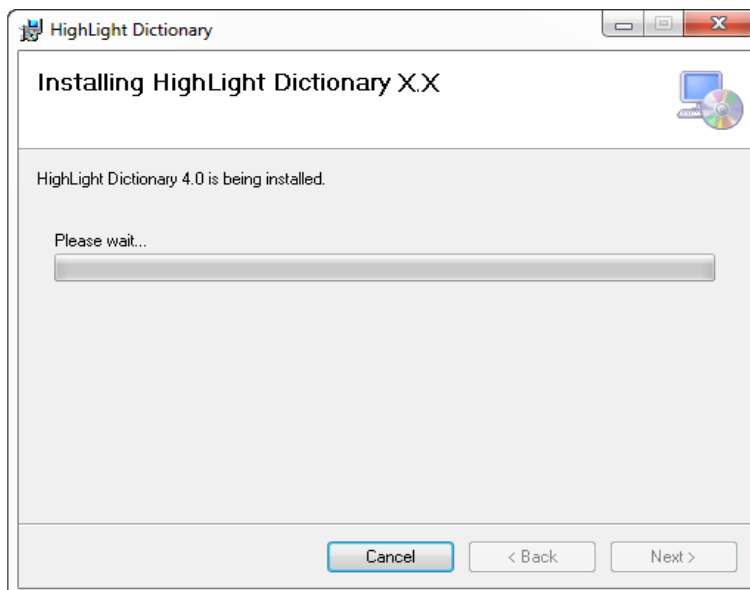 HighLight Dictionary
Installing HighLight Dictionary X.X
HighLight Dictionary 4.0 is being installed.
Please wait...
Cancel
< Back
Next >